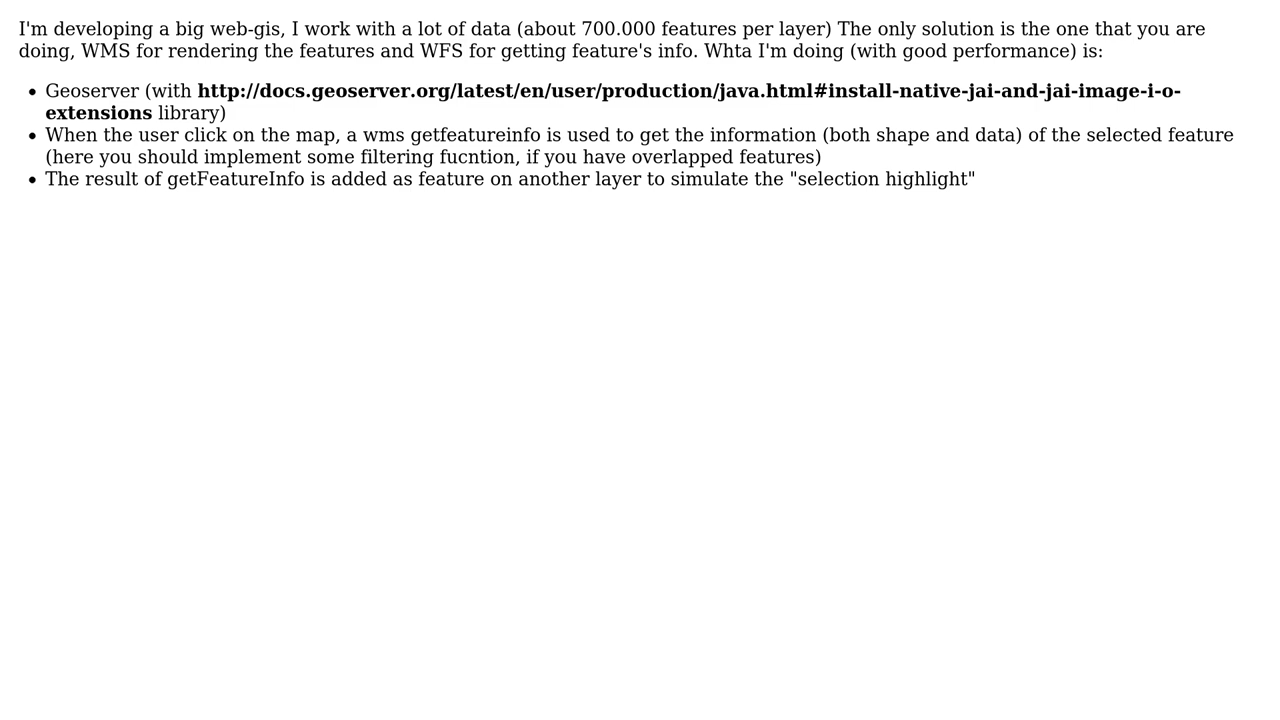 I'm developing a big web-gis, I work with a lot of data (about 700.000 features per layer) The only solution is the one that you are
doing, WMS for rendering the features and WFS for getting feature's info. Whta I'm doing (with good performance) is:
• Geoserver (with http://docs.geoserver.org/latest/en/user/production/java.html#install-native-jai-and-jai-image-i-o-
extensions library)
• When the user click on the map, a wms getfeatureinfo is used to get the information (both shape and data) of the selected feature
(here you should implement some filtering fucntion, if you have overlapped features)
• The result of getFeatureInfo is added as feature on another layer to simulate the "selection highlight"